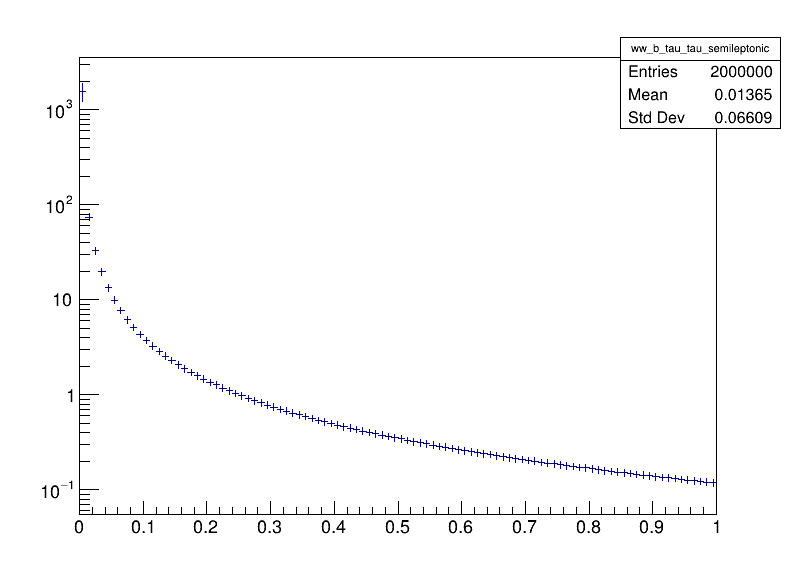 ww_b_tau_tau_semileptonic
Entries 2000000
Mean 0.01365
Std Dev 0.06609
10³
10²
10
1
10⁻¹
0 0.1 0.2 0.3 0.4 0.5 0.6 0.7 0.8 0.9 1